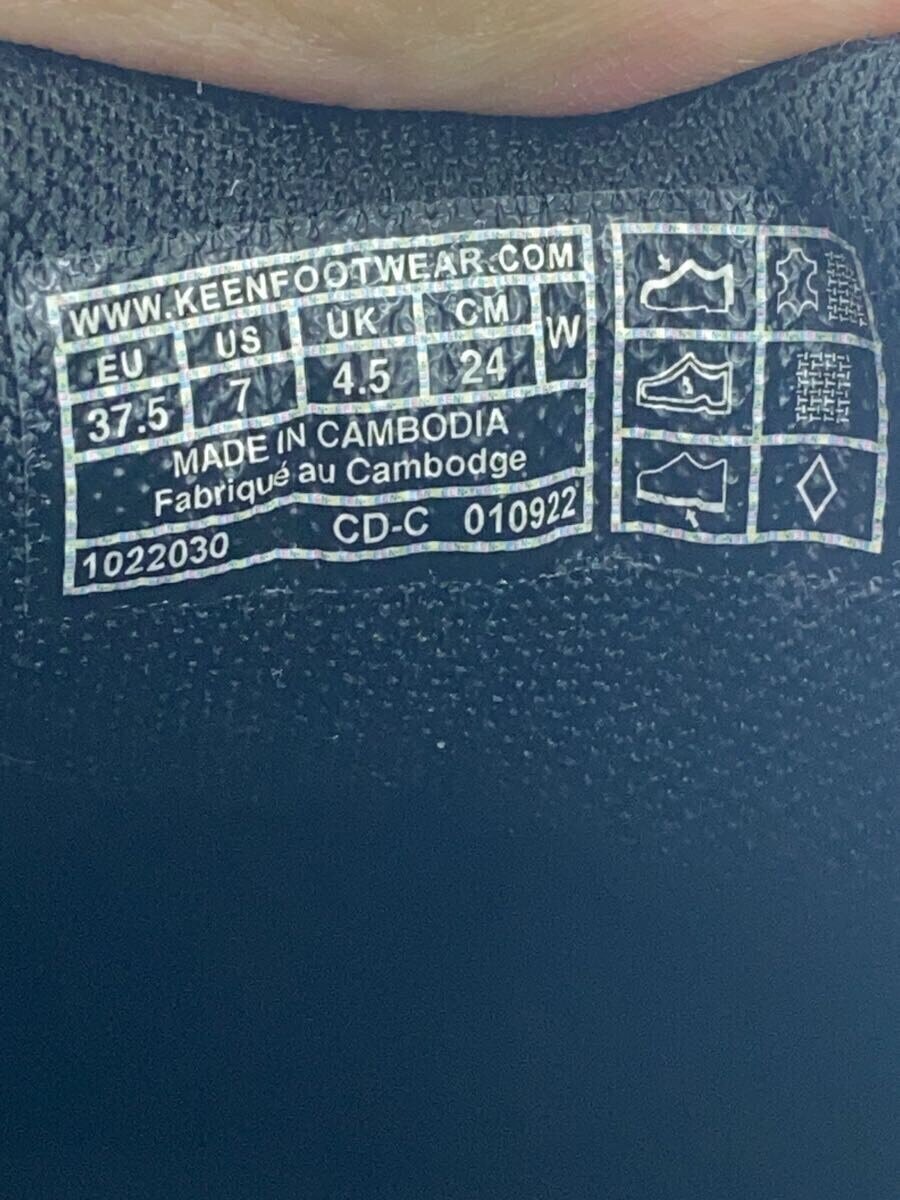 WWW.KEENFOOTWEAR.COM
EU US UK CM W
37.5 7 4.5 24
MADE IN CAMBODIA
Fabriqué au Cambodge
1022030 CD-C 010922